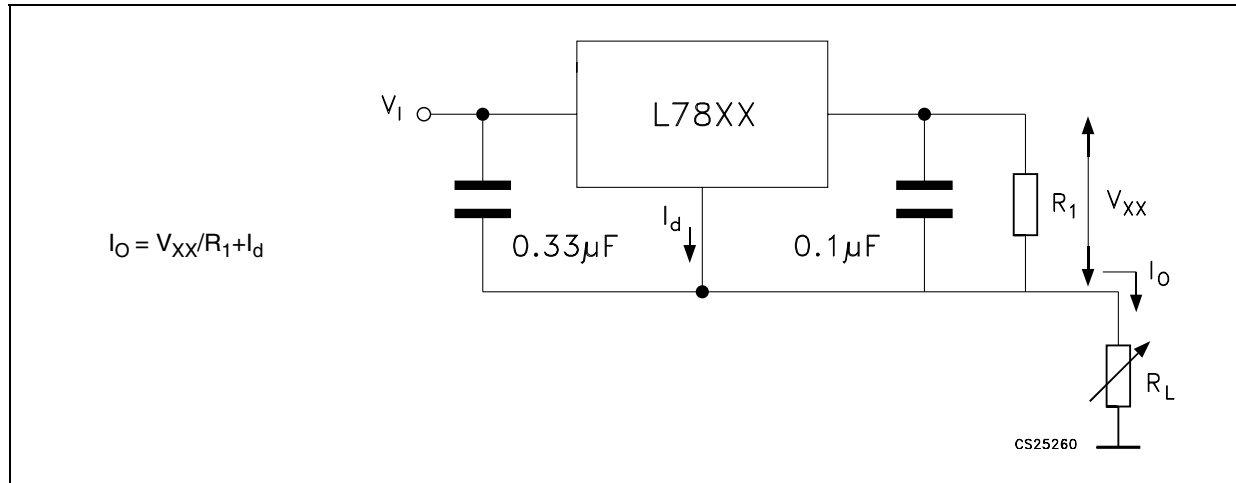 L78XX
V_I
I_d
R_1
V_XX
I_O = V_XX/R_1+I_d
0.33µF
0.1µF
I_O
R_L
CS25260